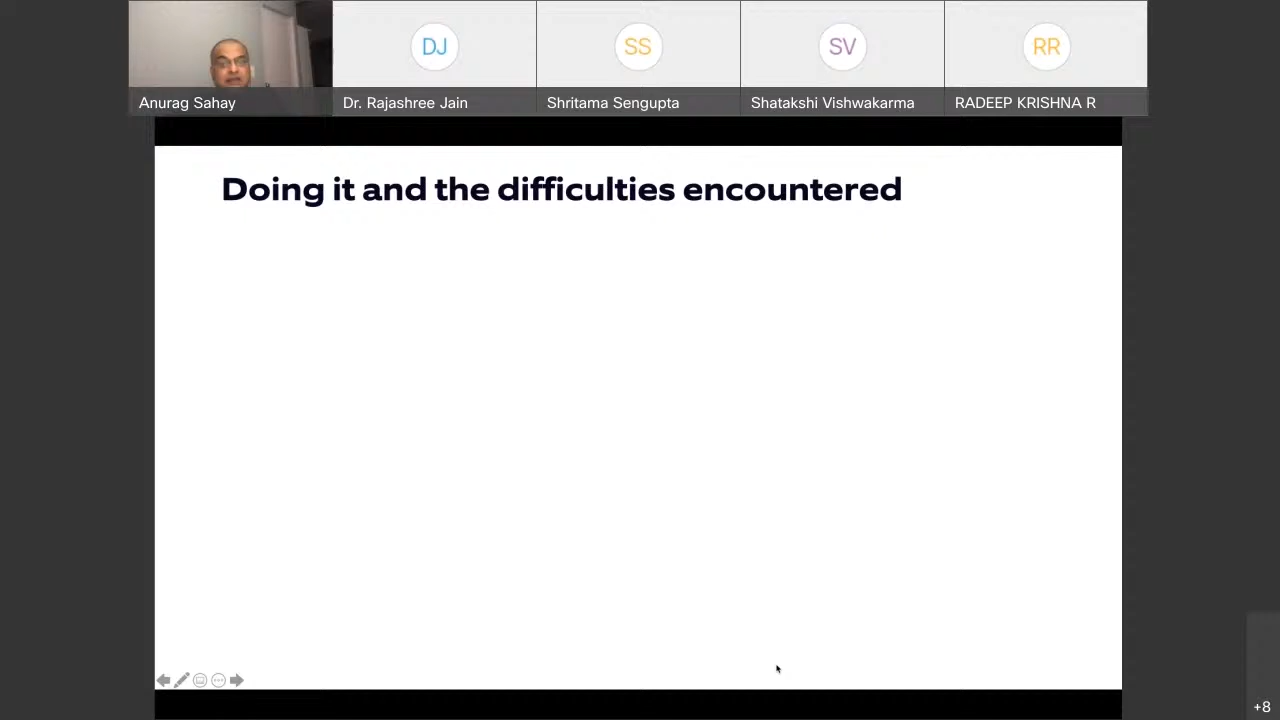 DJ
SS
SV
RR
Anurag Sahay
Dr. Rajashree Jain
Shritama Sengupta
Shatakshi Vishwakarma
RADEEP KRISHNA R
Doing it and the difficulties encountered
+8